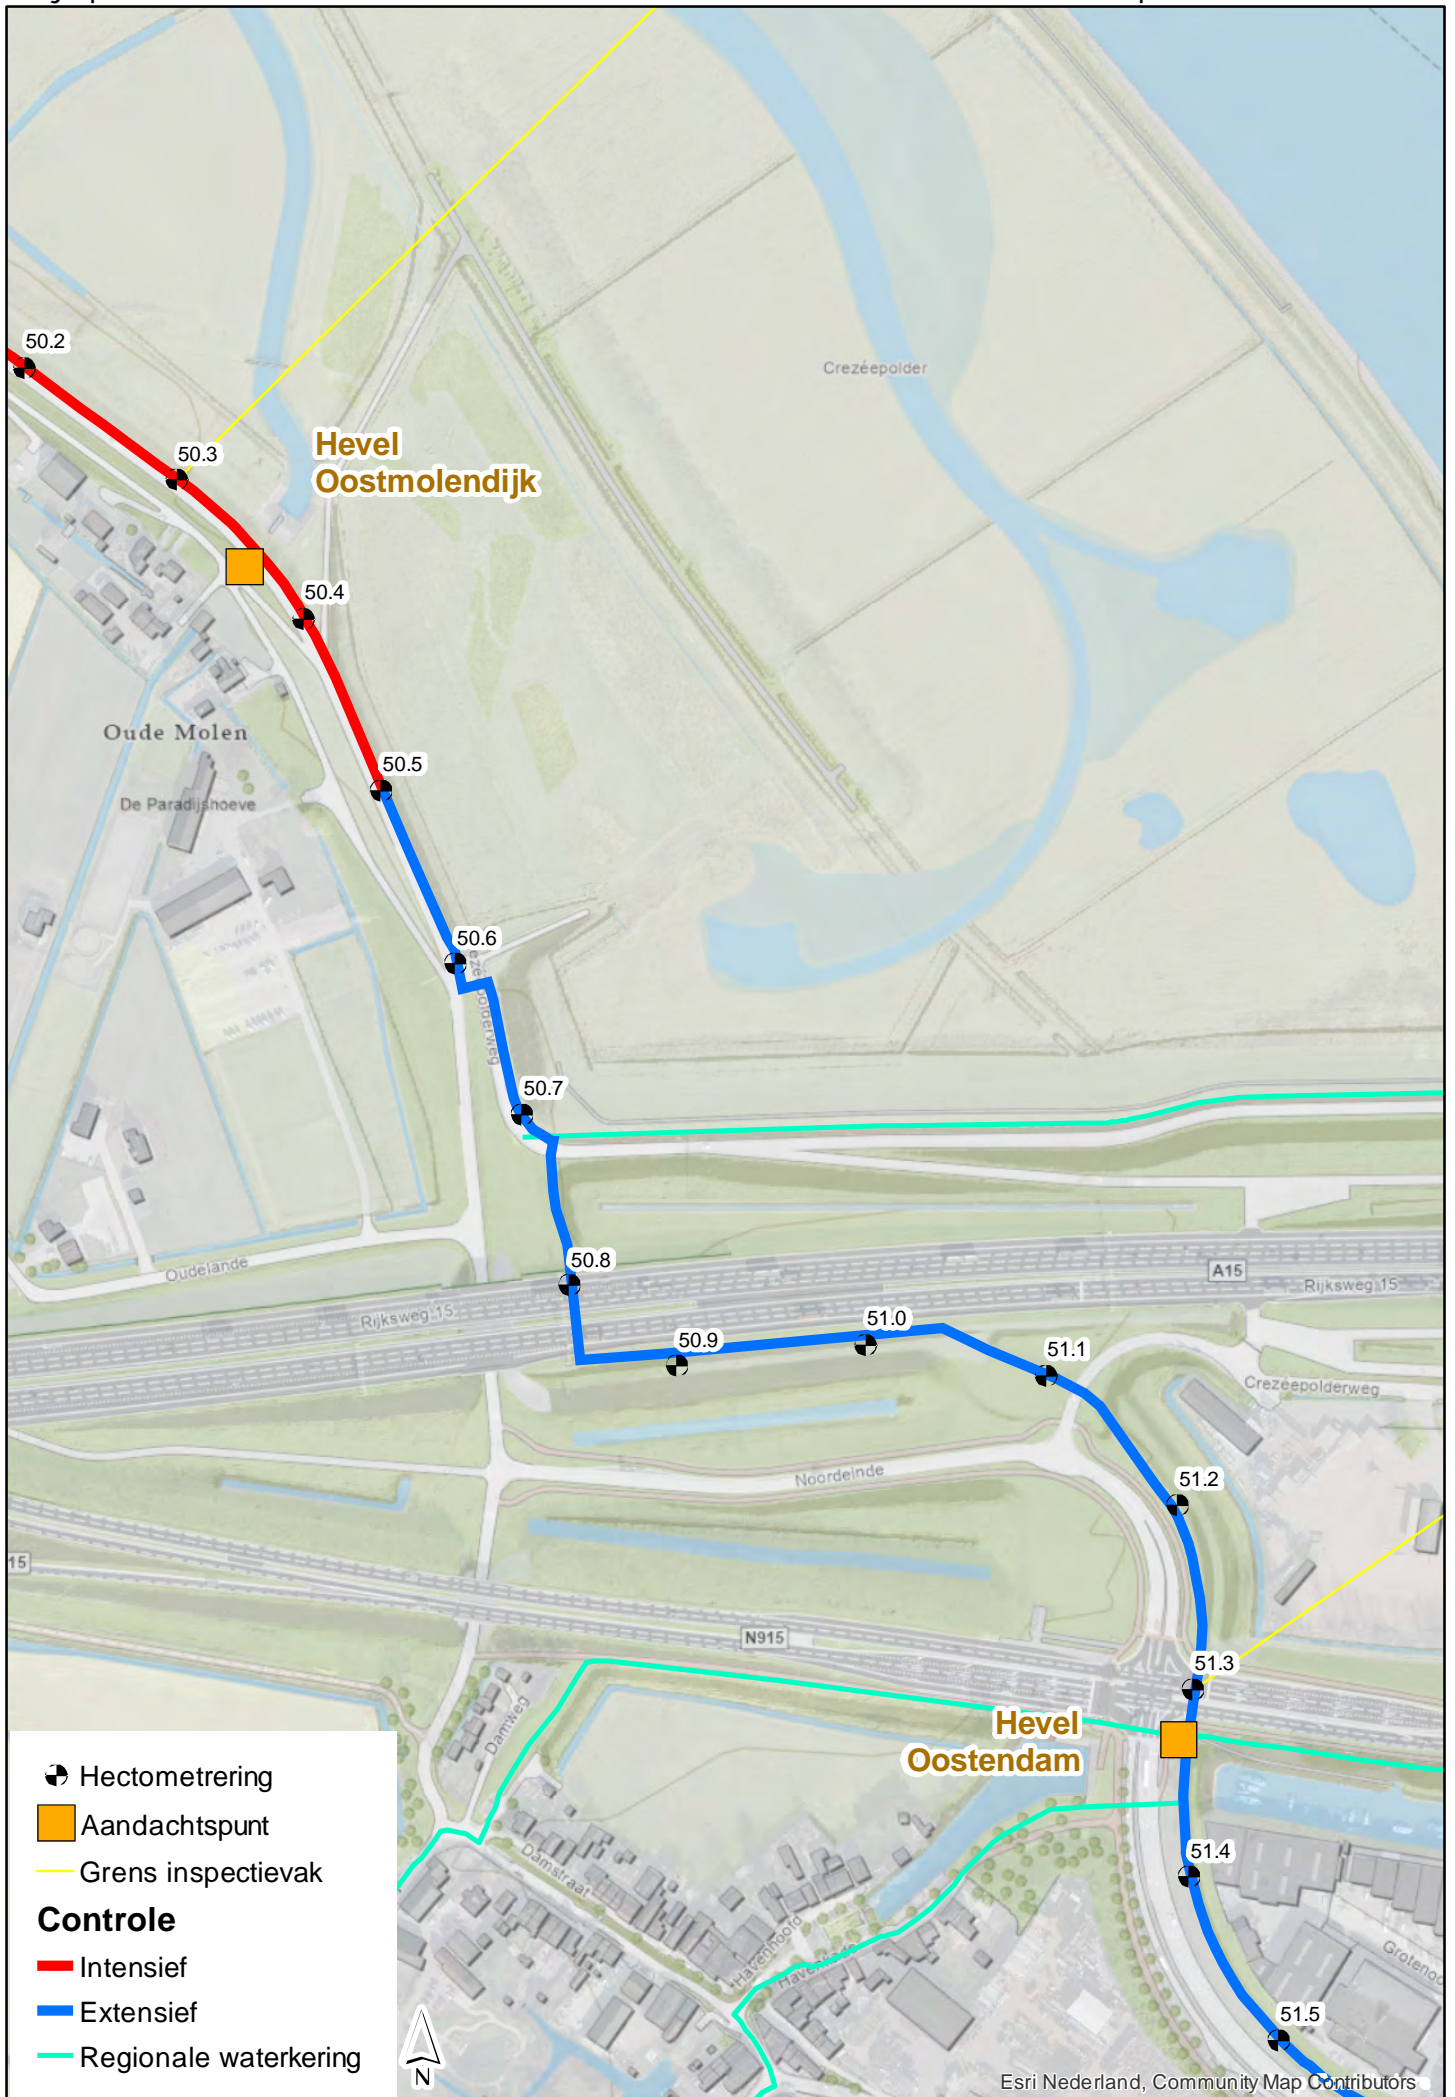 50.2
Crezéepolder
Hevel
Oostmolendijk
50.3
50.4
Oude Molen
50.5
De Paradijshoeve
50.6
50.7
50.8
Oudelande
A15
Rijksweg 15
Rijksweg 15
50.9
51.0
51.1
Crezéepolderweg
Noordeinde
51.2
15
N915
51.3
Hevel
Oostendam
Damweg
51.4
Damstraat
Havenhoofd
Havenkade
51.5
Hectometrering
Aandachtspunt
Grens inspectievak
Controle
Intensief
Extensief
Regionale waterkering
N
Esri Nederland, Community Map Contributors